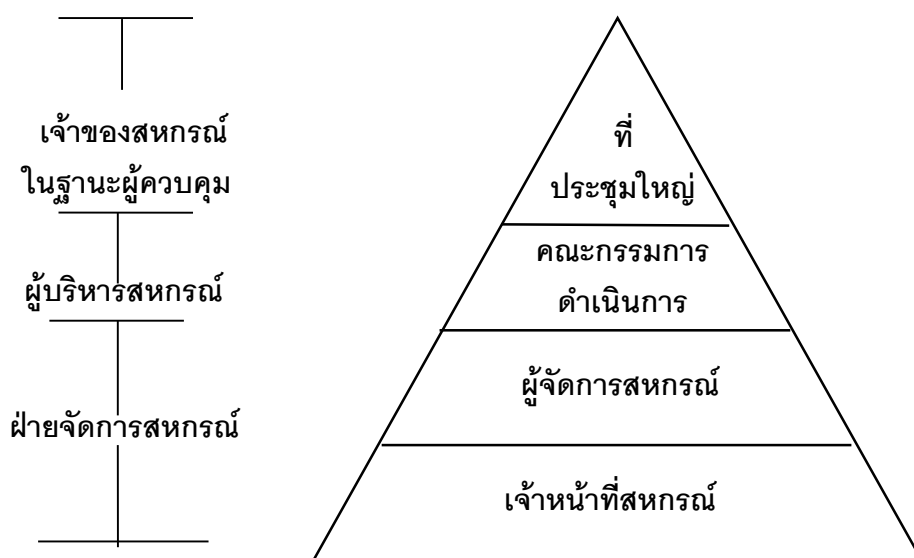 เจ้าของสหกรณ์
ในฐานะผู้ควบคุม
ผู้บริหารสหกรณ์
ฝ่ายจัดการสหกรณ์
ที่
ประชุมใหญ่
คณะกรรมการ
ดำเนินการ
ผู้จัดการสหกรณ์
เจ้าหน้าที่สหกรณ์